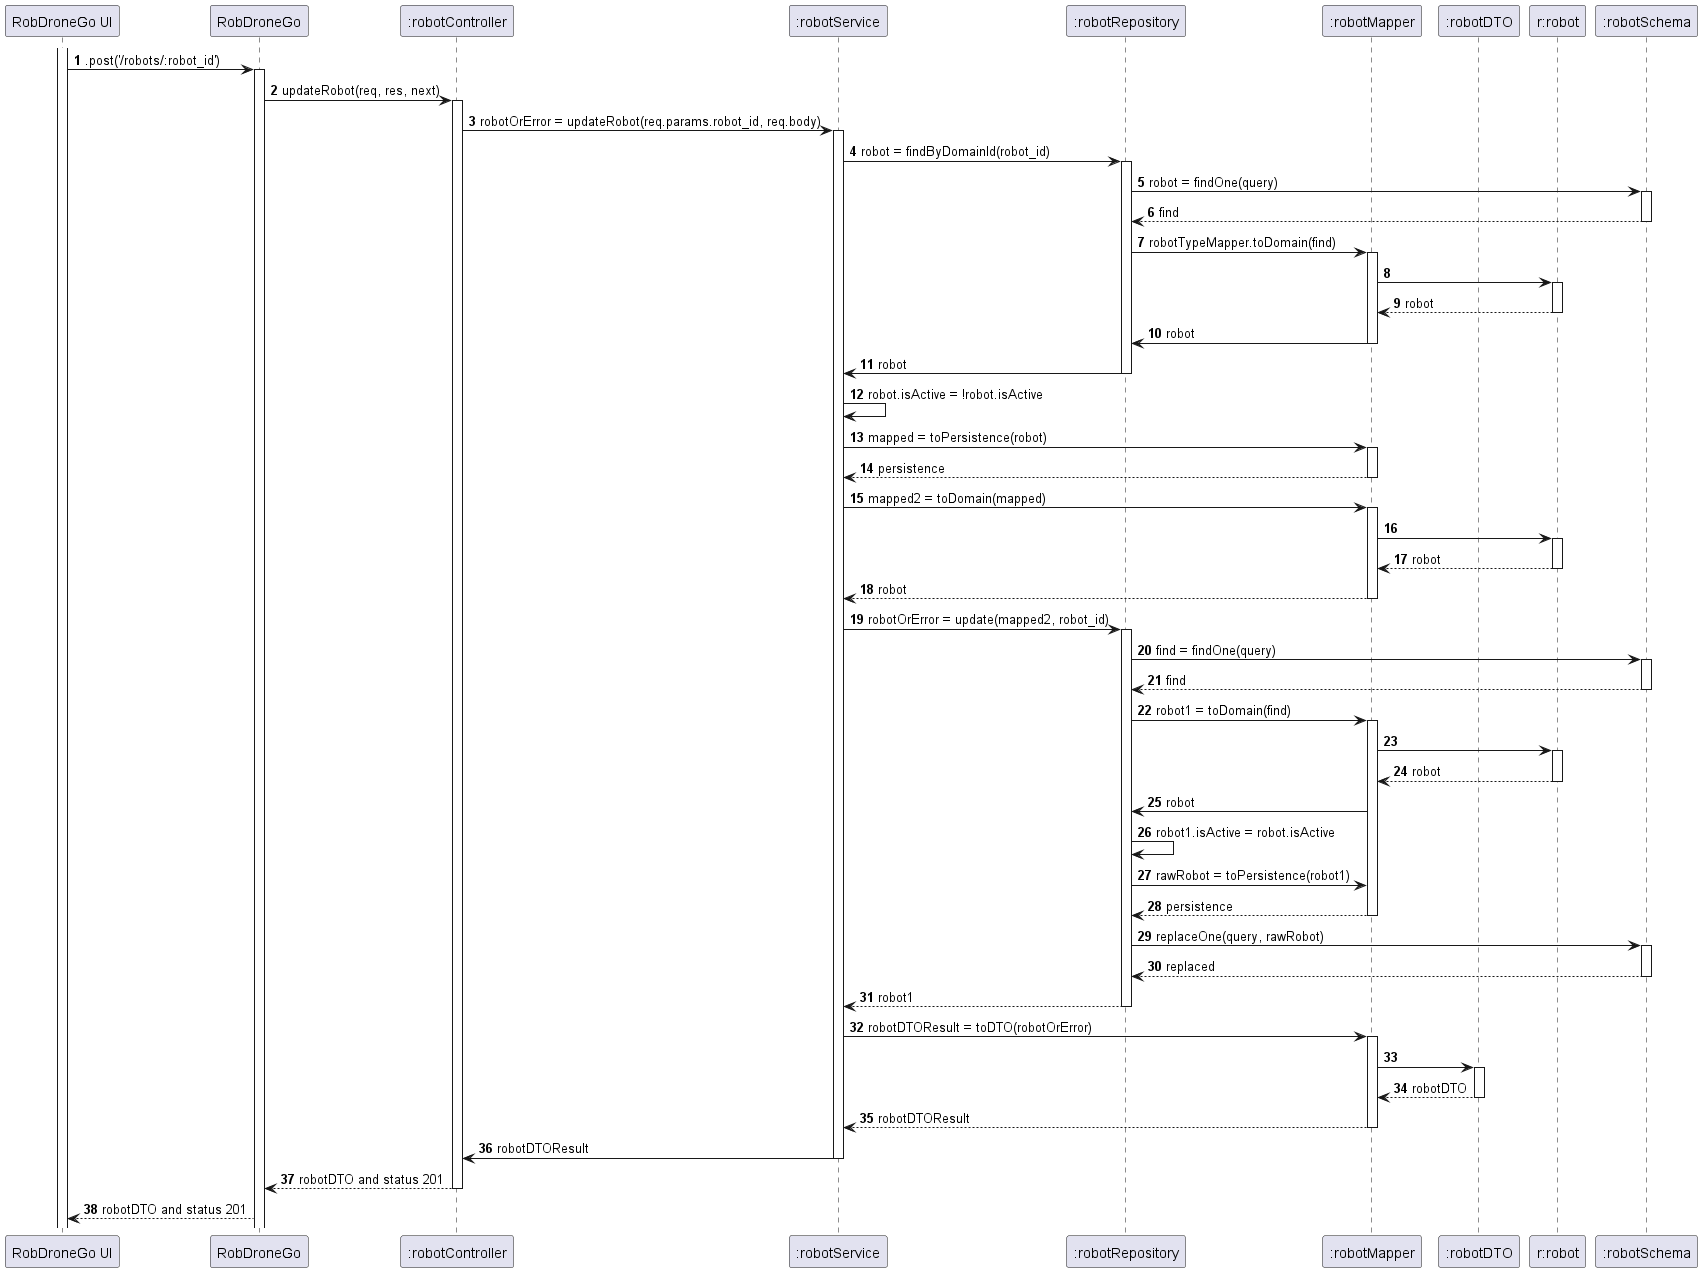 RobDroneGo UI
RobDroneGo
:robotController
:robotService
:robotRepository
:robotMapper
:robotDTO
r:robot
:robotSchema
1 .post('/robots/:robot_id')
2 updateRobot(req, res, next)
3 robotOrError = updateRobot(req.params.robot_id, req.body)
4 robot = findByDomainId(robot_id)
5 robot = findOne(query)
6 find
7 robotTypeMapper.toDomain(find)
8
9 robot
10 robot
11 robot
12 robot.isActive = !robot.isActive
13 mapped = toPersistence(robot)
14 persistence
15 mapped2 = toDomain(mapped)
16
17 robot
18 robot
19 robotOrError = update(mapped2, robot_id)
20 find = findOne(query)
21 find
22 robot1 = toDomain(find)
23
24 robot
25 robot
26 robot1.isActive = robot.isActive
27 rawRobot = toPersistence(robot1)
28 persistence
29 replaceOne(query, rawRobot)
30 replaced
31 robot1
32 robotDTOResult = toDTO(robotOrError)
33
34 robotDTO
35 robotDTOResult
36 robotDTOResult
37 robotDTO and status 201
38 robotDTO and status 201
RobDroneGo UI
RobDroneGo
:robotController
:robotService
:robotRepository
:robotMapper
:robotDTO
r:robot
:robotSchema